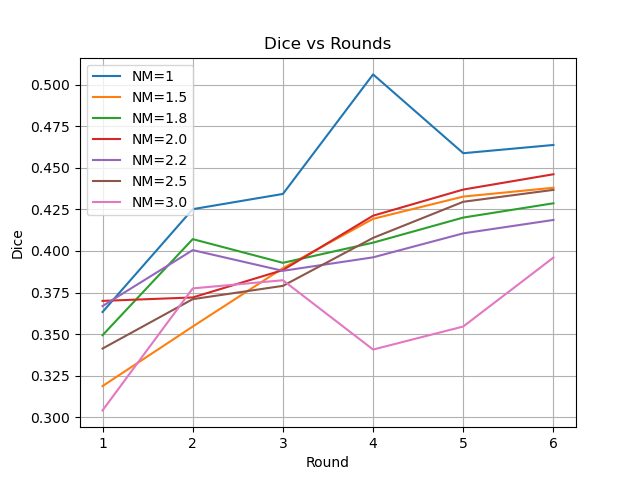 Dice vs Rounds
NM=1
NM=1.5
NM=1.8
NM=2.0
NM=2.2
NM=2.5
NM=3.0
0.500
0.475
0.450
0.425
0.400
0.375
0.350
0.325
0.300
Dice
1 2 3 4 5 6
Round